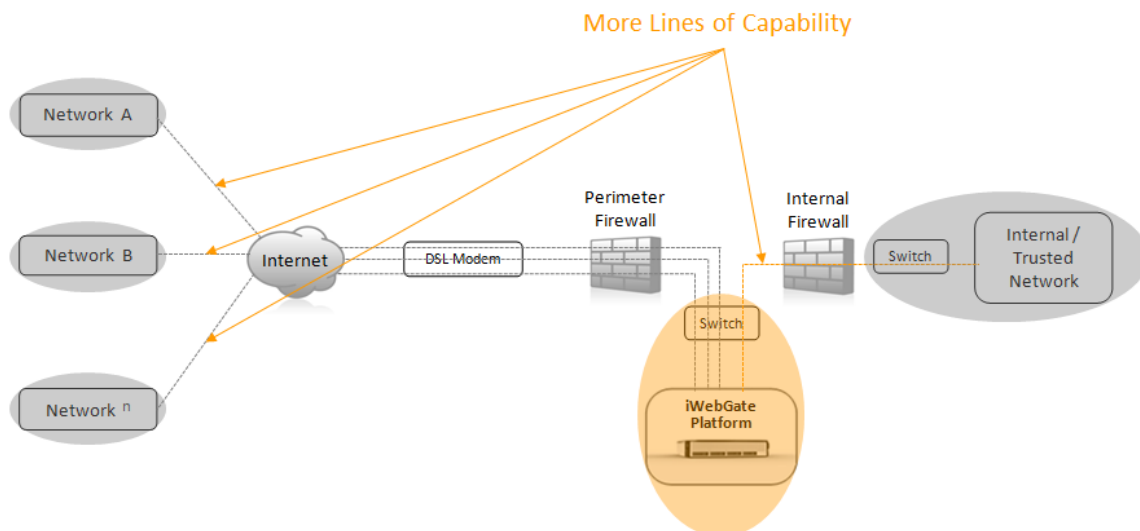 More Lines of Capability
Network A
Network B
Network n
Internet
DSL Modem
Perimeter
Firewall
Internal
Firewall
Switch
Internal /
Trusted
Network
Switch
iWebGate
Platform